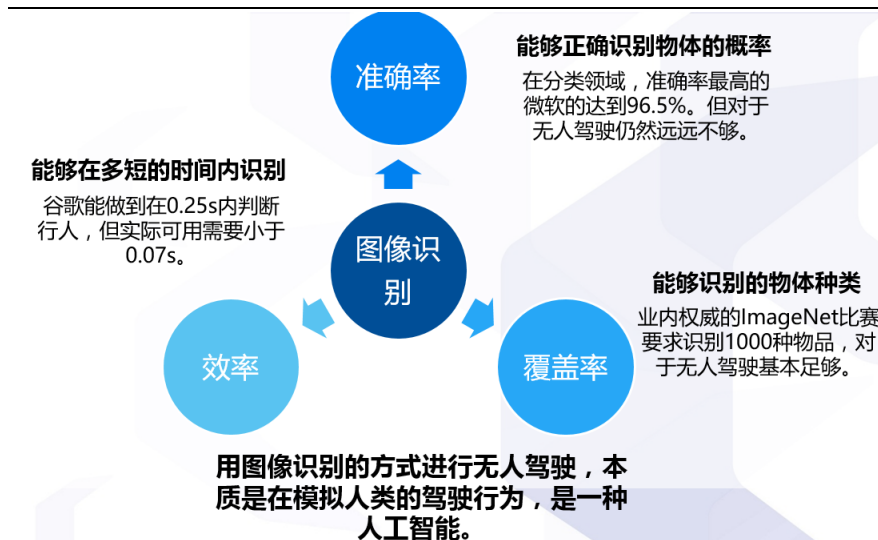 准确率
能够正确识别物体的概率
在分类领域，准确率最高的
微软的达到96.5%。但对于
无人驾驶仍然远远不够。
能够在多短的时间内识别
谷歌能做到在0.25s内判断
行人，但实际可用需要小于
0.07s。
图像识
别
能够识别的物体种类
业内权威的ImageNet比赛
要求识别1000种物品，对
于无人驾驶基本足够。
效率
覆盖率
用图像识别的方式进行无人驾驶，本
质是在模拟人类的驾驶行为，是一种
人工智能。